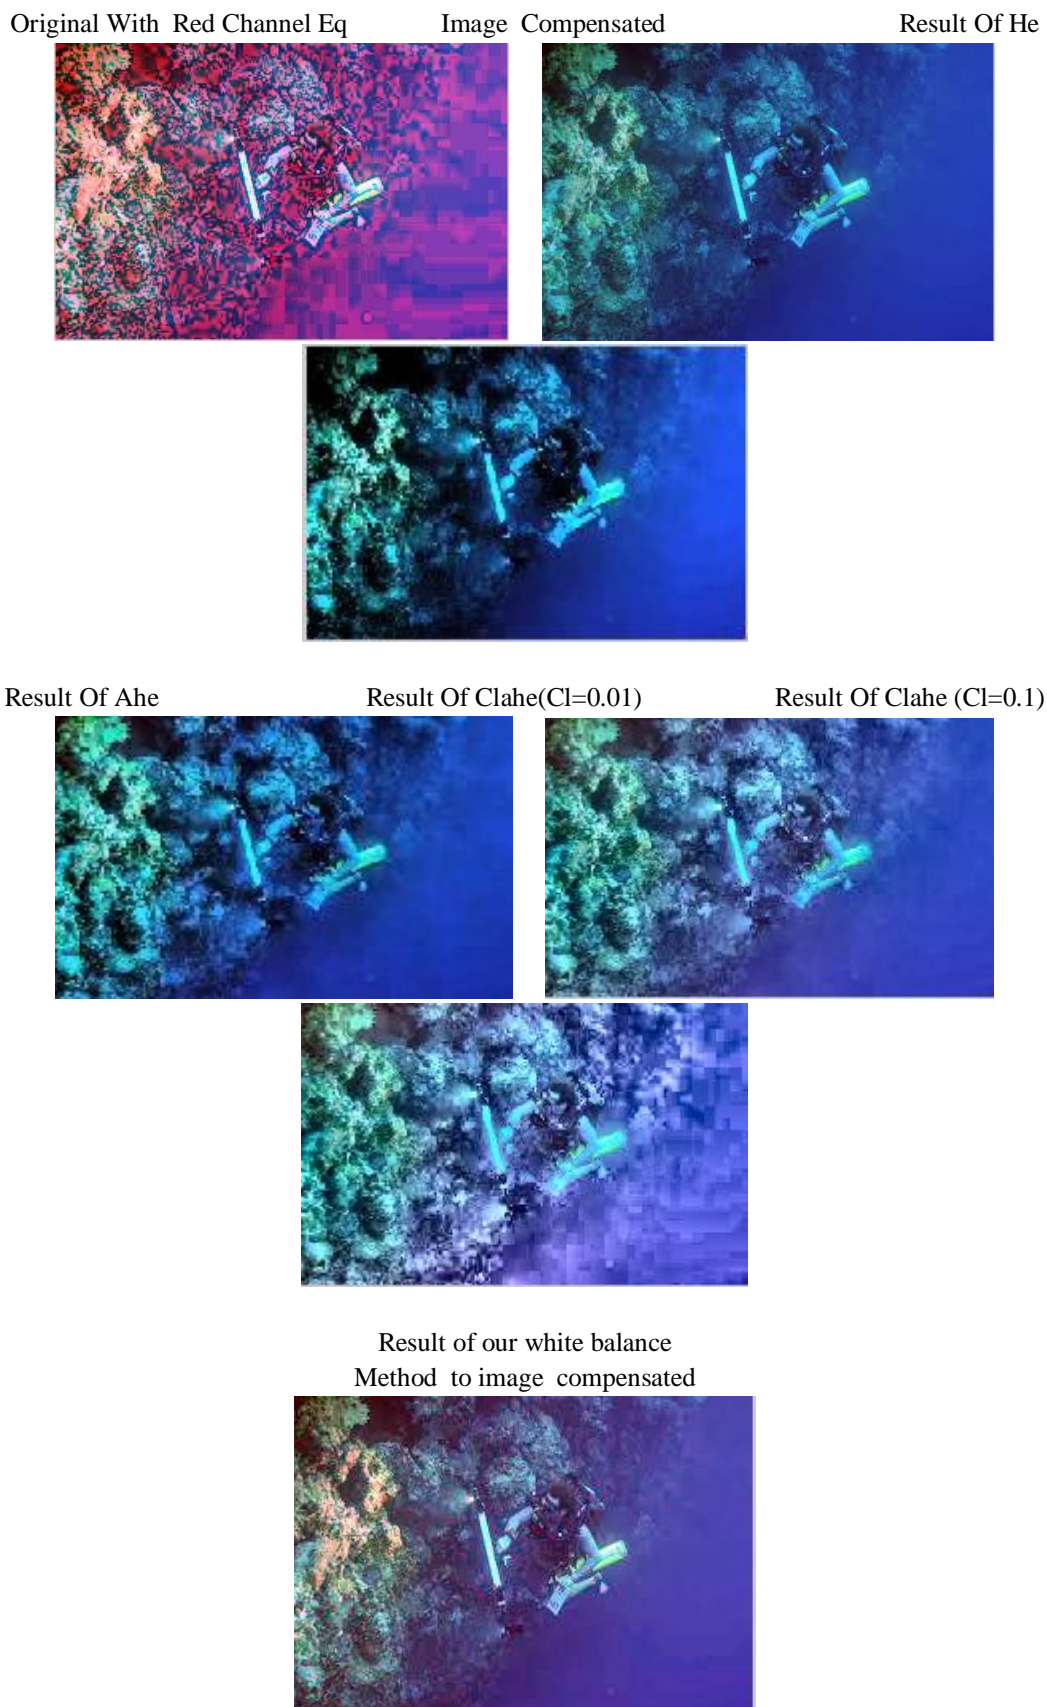 Original With Red Channel Eq Image Compensated Result Of He
Result Of Ahe Result Of Clahe(Cl=0.01) Result Of Clahe (Cl=0.1)
Result of our white balance
Method to image compensated